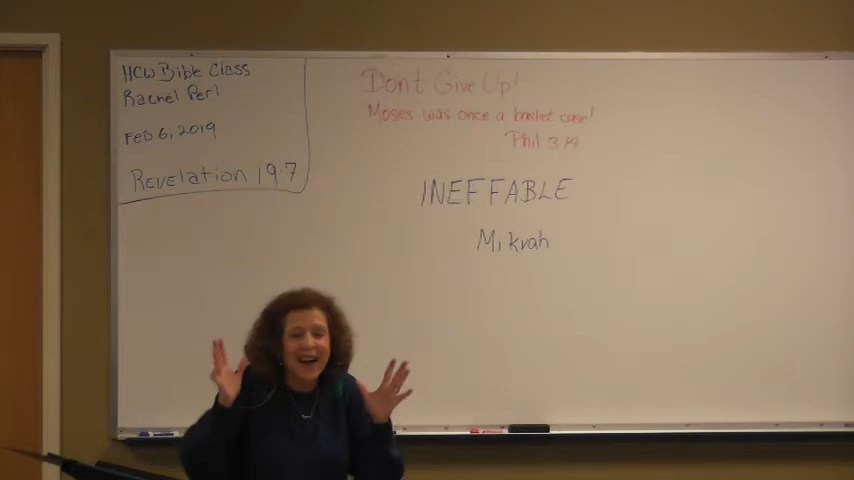 HCW Bible Class
Rachel Perl
Feb 6, 2019
Revelation 19:7
Don't Give Up!
Moses was once a basket case!
Phil 3:14
INEFFABLE
Mikvah